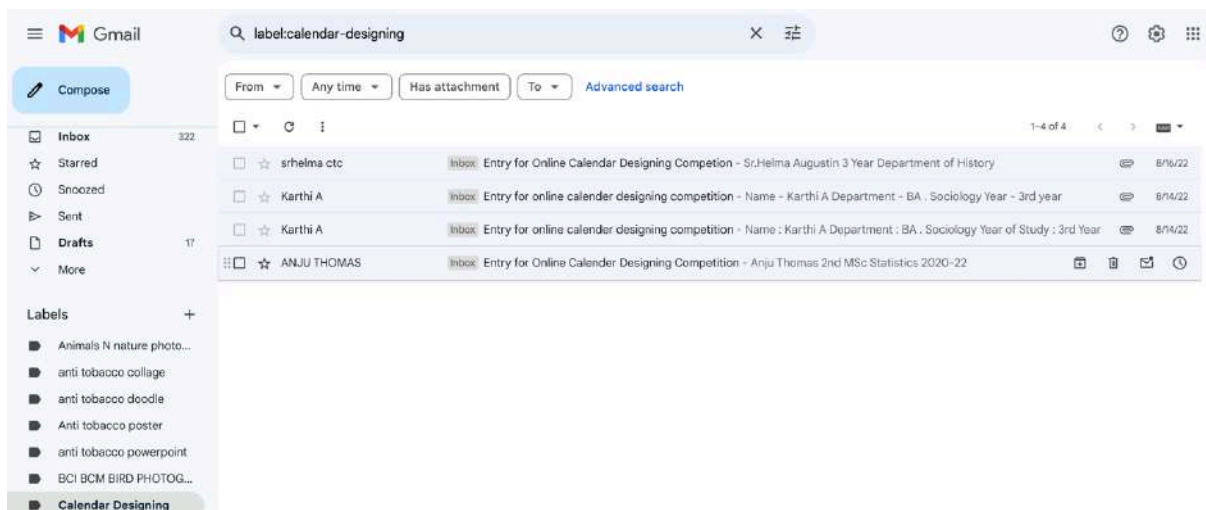 Gmail
label:calendar-designing
Compose
From Any time Has attachment To Advanced search
1-4 of 4
Inbox 322
Starred
Snoozed
Sent
Drafts 17
More
srhelma ctc Inbox Entry for Online Calendar Designing Competion - Sr.Helma Augustin 3 Year Department of History 8/16/22
Karthi A Inbox Entry for online calender designing competition - Name - Karthi A Department - BA . Sociology Year - 3rd year 8/14/22
Karthi A Inbox Entry for online calender designing competition - Name : Karthi A Department : BA . Sociology Year of Study : 3rd Year 8/14/22
ANJU THOMAS Inbox Entry for Online Calender Designing Competition - Anju Thomas 2nd MSc Statistics 2020-22
Labels
Animals N nature photo...
anti tobacco collage
anti tobacco doodle
Anti tobacco poster
anti tobacco powerpoint
BCI BCM BIRD PHOTOG...
Calendar Designing